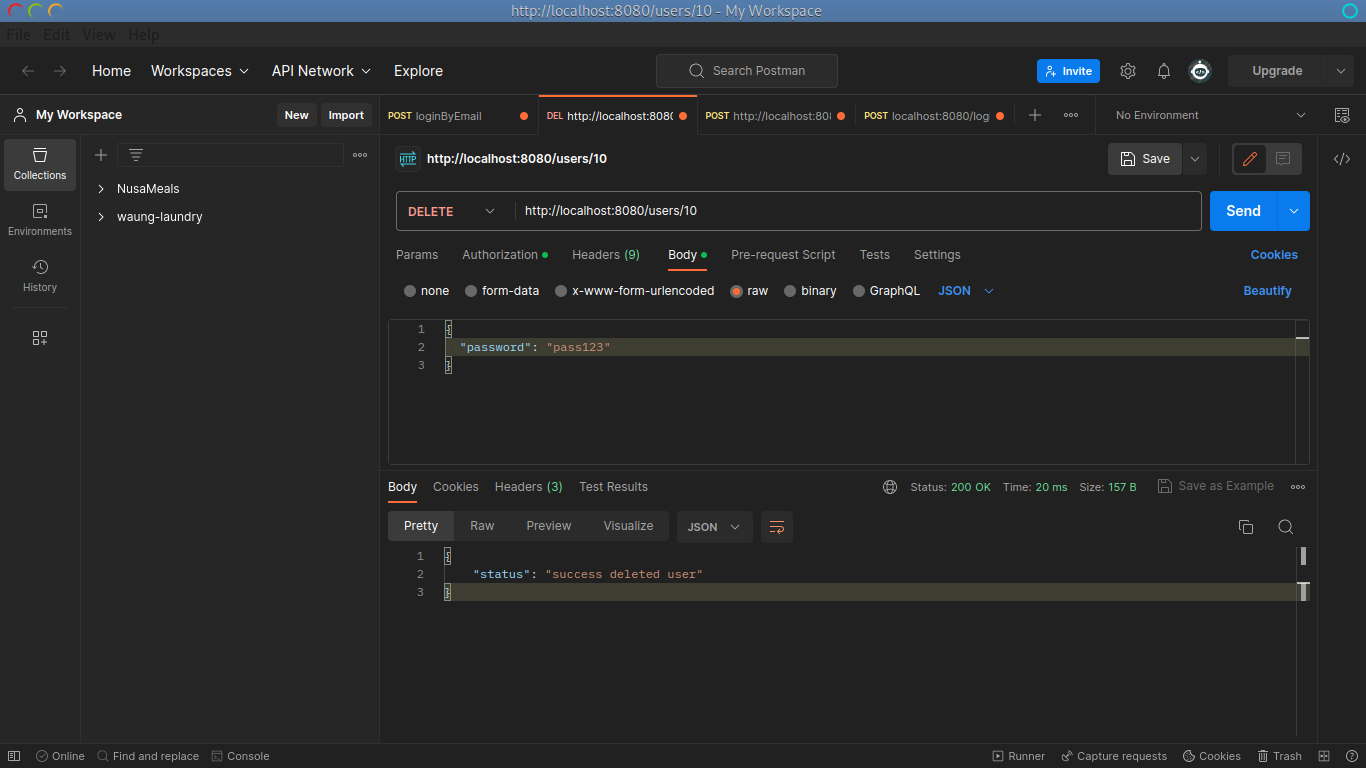 http://localhost:8080/users/10 - My Workspace
File Edit View Help
Home Workspaces API Network Explore Search Postman Invite Upgrade
My Workspace New Import POST loginByEmail DEL http://localhost:808( POST http://localhost:80 POST localhost:8080/log No Environment
Collections
Environments
History
NusaMeals
waung-laundry
HTTP http://localhost:8080/users/10 Save
DELETE http://localhost:8080/users/10 Send
Params Authorization Headers (9) Body Pre-request Script Tests Settings Cookies
none form-data x-www-form-urlencoded raw binary GraphQL JSON Beautify
1 {
2 "password": "pass123"
3 }
Body Cookies Headers (3) Test Results Status: 200 OK Time: 20 ms Size: 157 B Save as Example
Pretty Raw Preview Visualize JSON
1 {
2 "status": "success deleted user"
3 }
Online Find and replace Console Runner Capture requests Cookies Trash